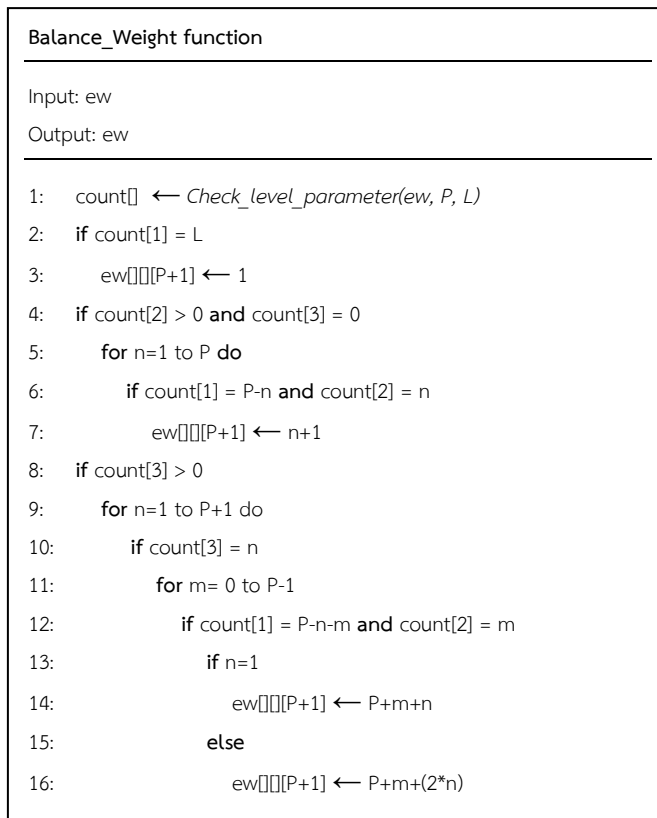 Balance_Weight function
Input: ew
Output: ew
1: count[] ← Check_level_parameter(ew, P, L)
2: if count[1] = L
3: ew[][][P+1] ← 1
4: if count[2] > 0 and count[3] = 0
5: for n=1 to P do
6: if count[1] = P-n and count[2] = n
7: ew[][][P+1] ← n+1
8: if count[3] > 0
9: for n=1 to P+1 do
10: if count[3] = n
11: for m= 0 to P-1
12: if count[1] = P-n-m and count[2] = m
13: if n=1
14: ew[][][P+1] ← P+m+n
15: else
16: ew[][][P+1] ← P+m+(2*n)